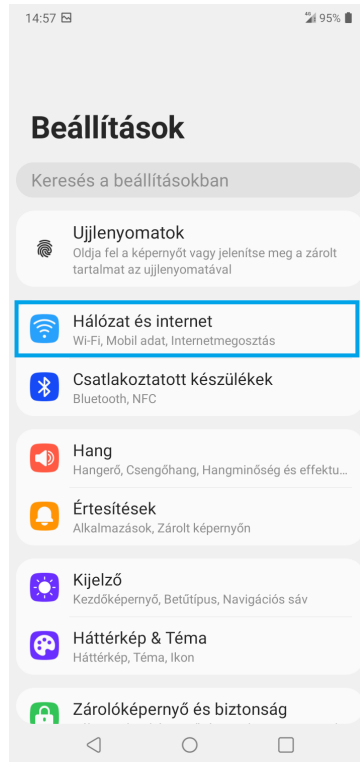 14:57 4G 95%
Beállítások
Keresés a beállításokban
Ujjlenyomatok
Oldja fel a képernyőt vagy jelenítse meg a zárolt
tartalmat az ujjlenyomatával
Hálózat és internet
Wi-Fi, Mobil adat, Internetmegosztás
Csatlakoztatott készülékek
Bluetooth, NFC
Hang
Hangerő, Csengőhang, Hangminőség és effektu...
Értesítések
Alkalmazások, Zárolt képernyőn
Kijelző
Kezdőképernyő, Betűtípus, Navigációs sáv
Háttérkép & Téma
Háttérkép, Téma, Ikon
Zárolóképernyő és biztonság